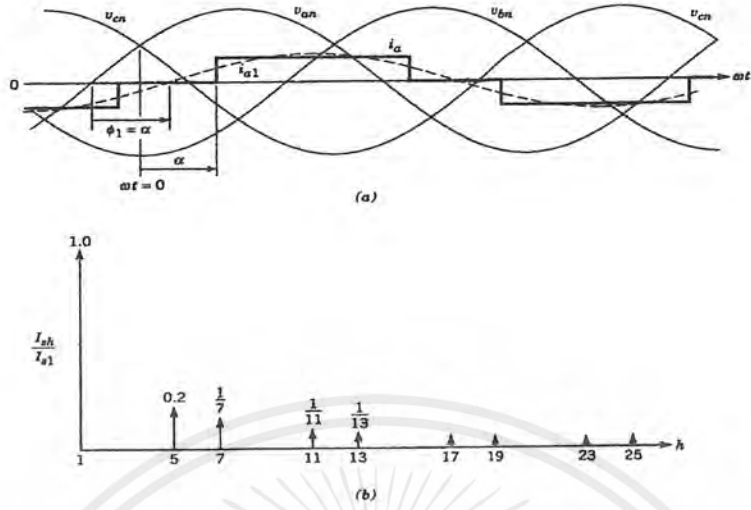 v_cn v_an v_bn v_cn
i_a
i_a1
0 ωt
ϕ₁ = α
α
ωt = 0
(a)
1.0
I_sh
I_s1
0.2 1/7 1/11 1/13
1 5 7 11 13 17 19 23 25 h
(b)